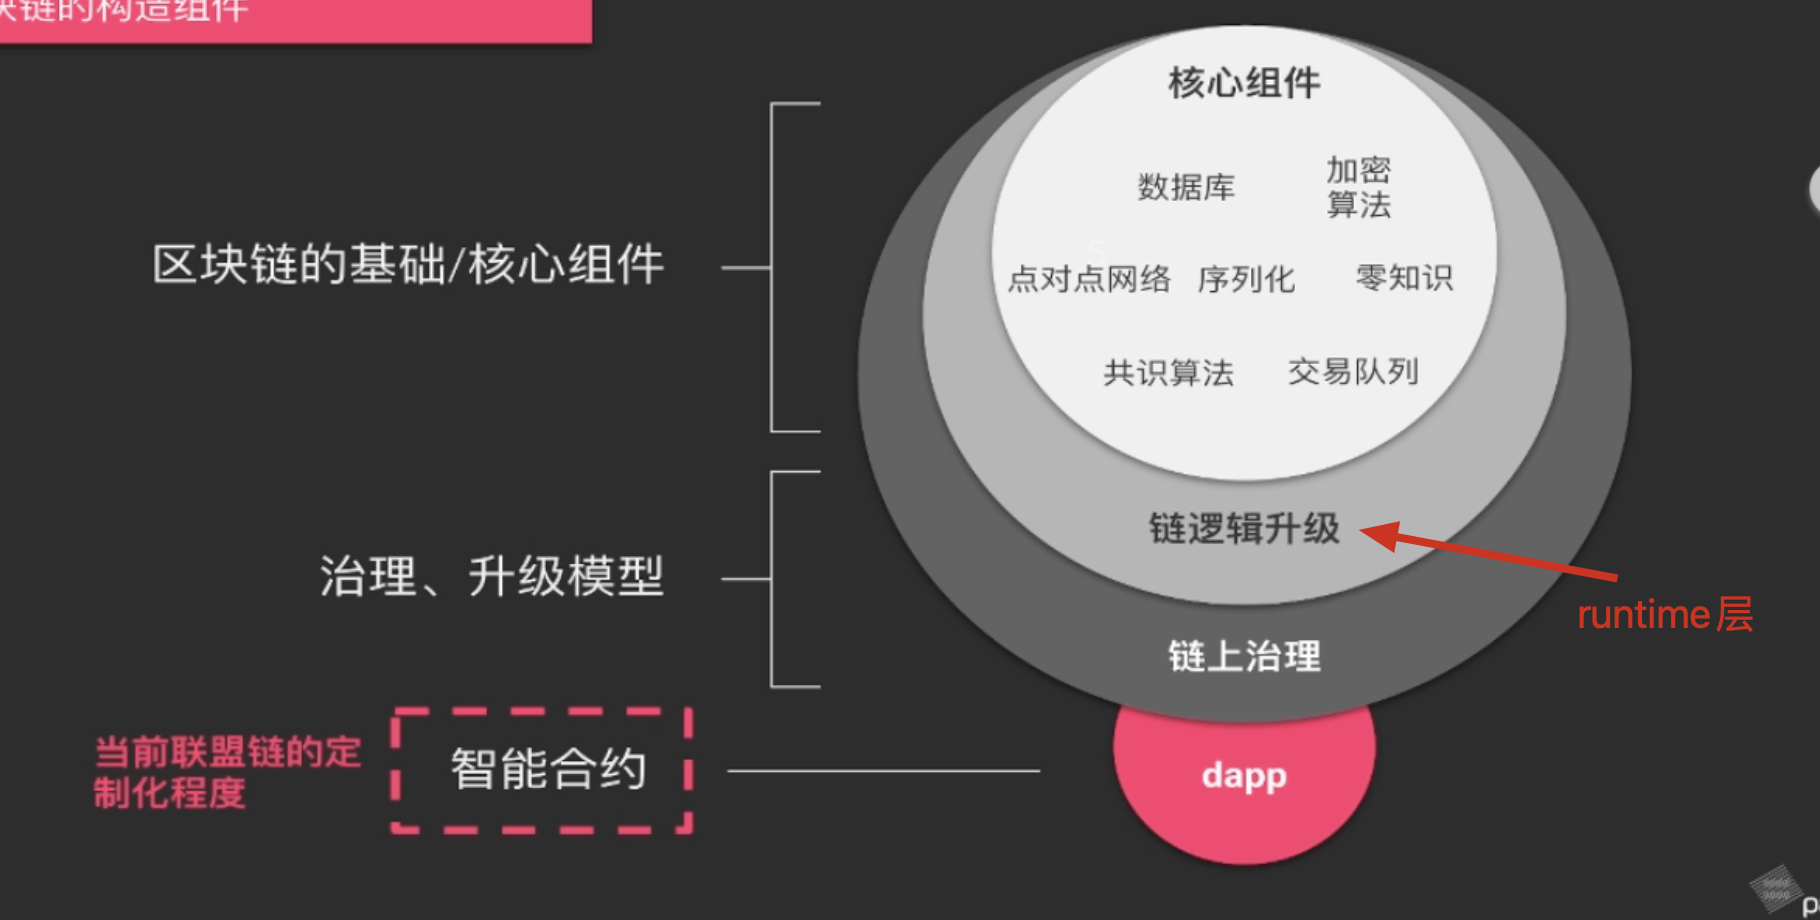 块链的构造组件
核心组件
数据库
加密
算法
5
点对点网络 序列化 零知识
共识算法 交易队列
区块链的基础/核心组件
链逻辑升级
runtime层
治理、升级模型
链上治理
当前联盟链的定
制化程度
智能合约
dapp
p